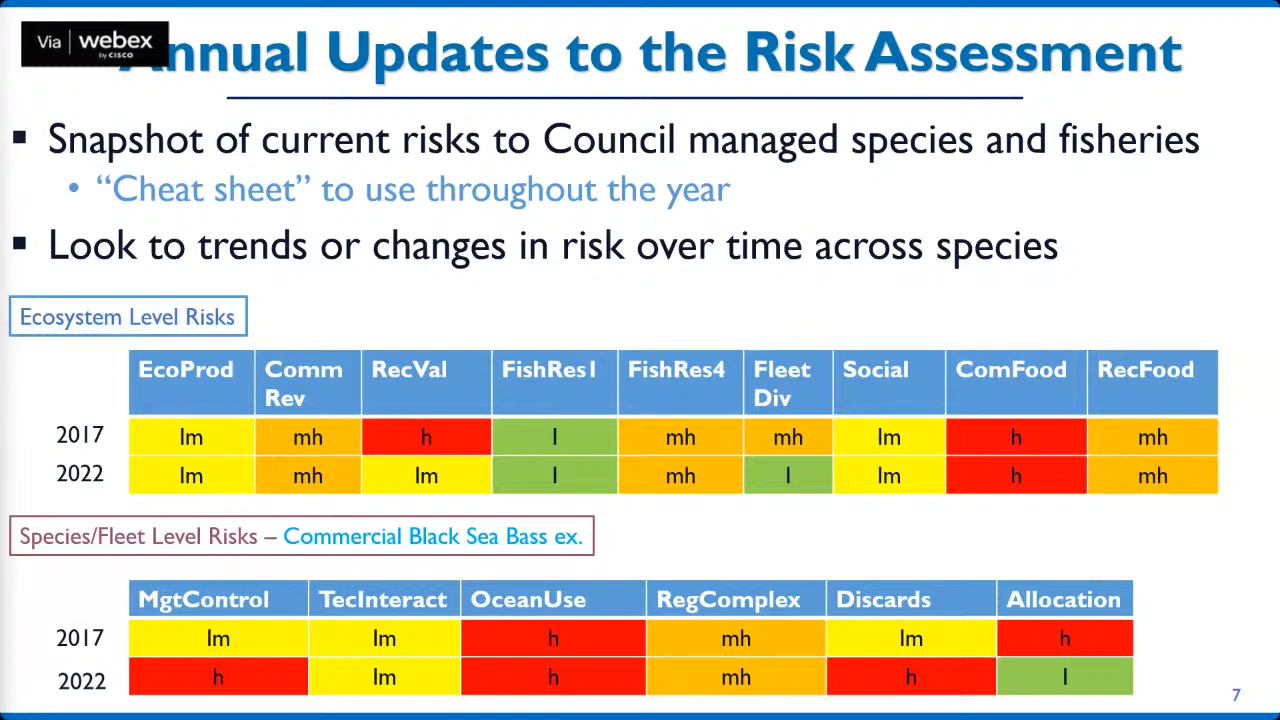 Via webex
by CISCO
Annual Updates to the Risk Assessment
▪ Snapshot of current risks to Council managed species and fisheries
• “Cheat sheet” to use throughout the year
▪ Look to trends or changes in risk over time across species
Ecosystem Level Risks
EcoProd Comm Rev RecVal FishRes1 FishRes4 Fleet Div Social ComFood RecFood
2017 lm mh h l mh mh lm h mh
2022 lm mh lm l mh l lm h mh
Species/Fleet Level Risks – Commercial Black Sea Bass ex.
MgtControl TecInteract OceanUse RegComplex Discards Allocation
2017 lm lm h mh lm h
2022 h lm h mh h l
7